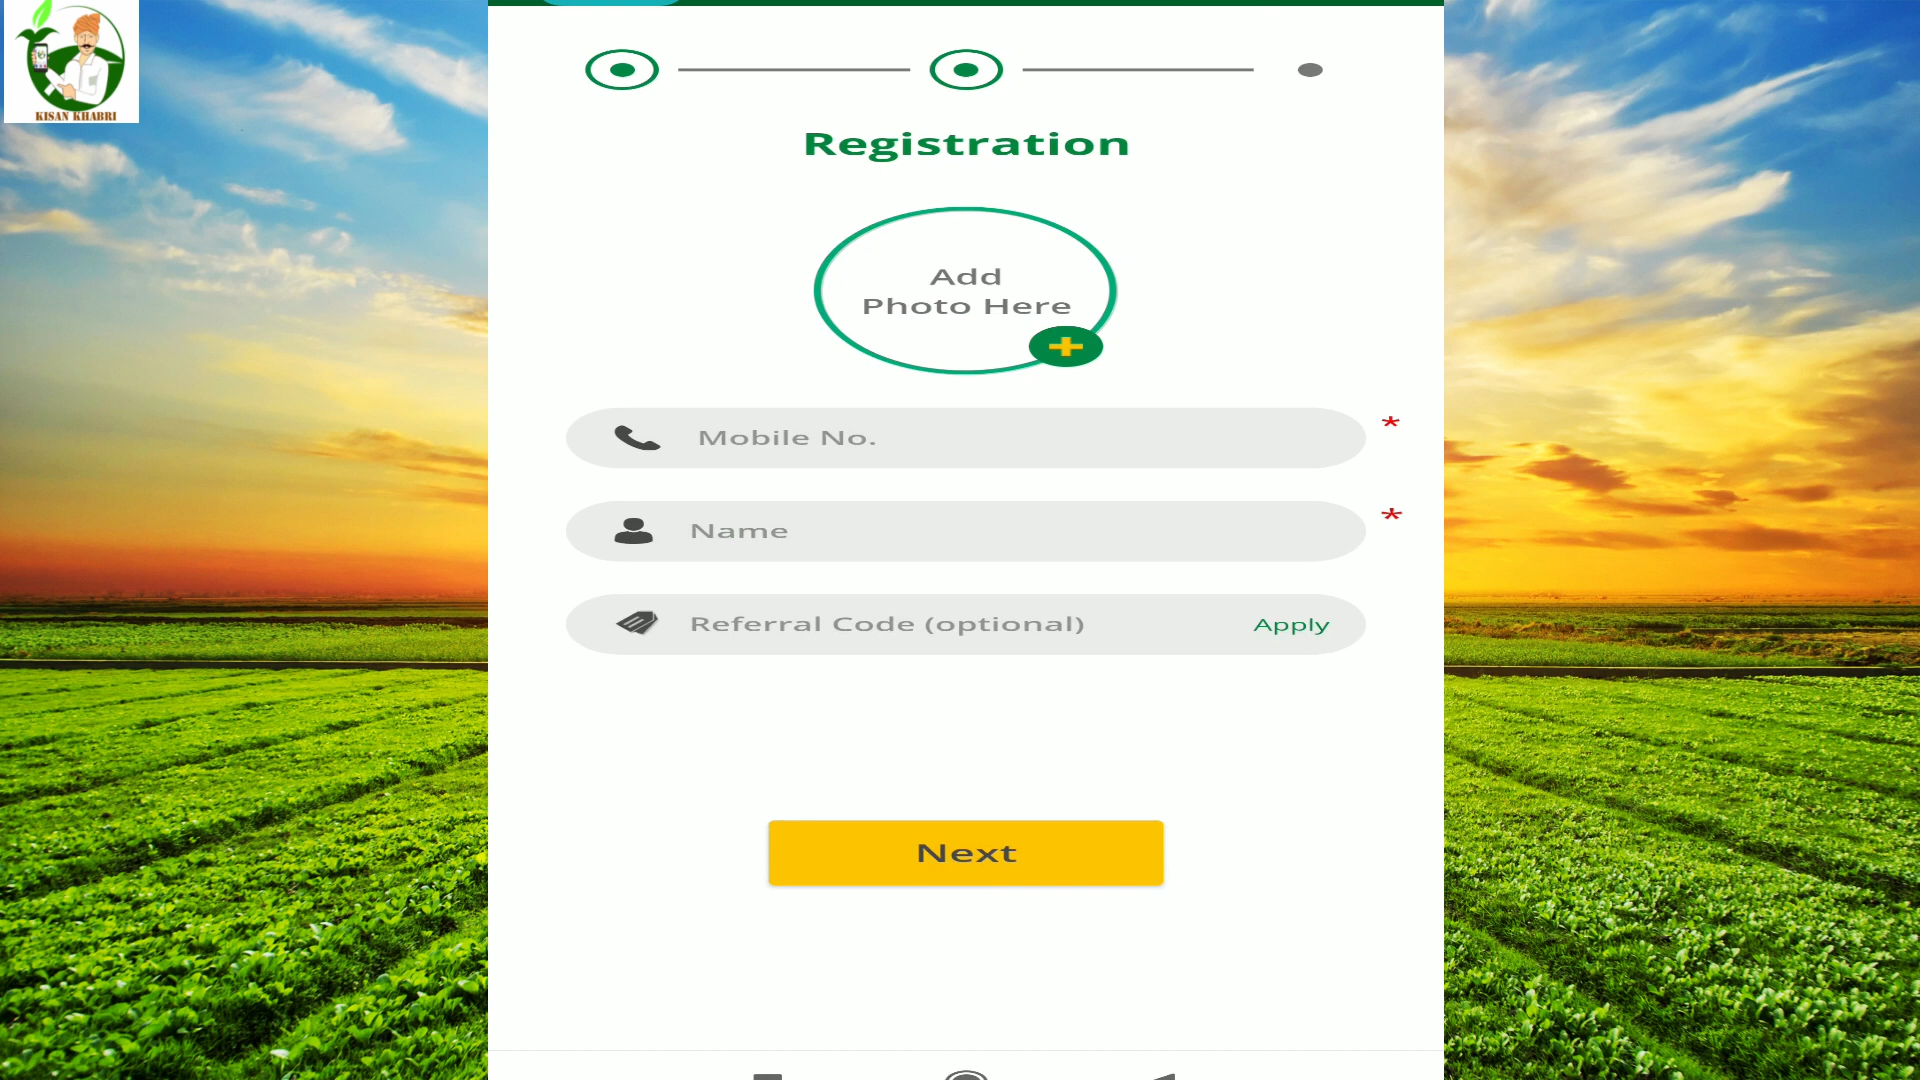 KISAN KHABRI
Registration
Add
Photo Here
Mobile No. *
Name *
Referral Code (optional) Apply
Next